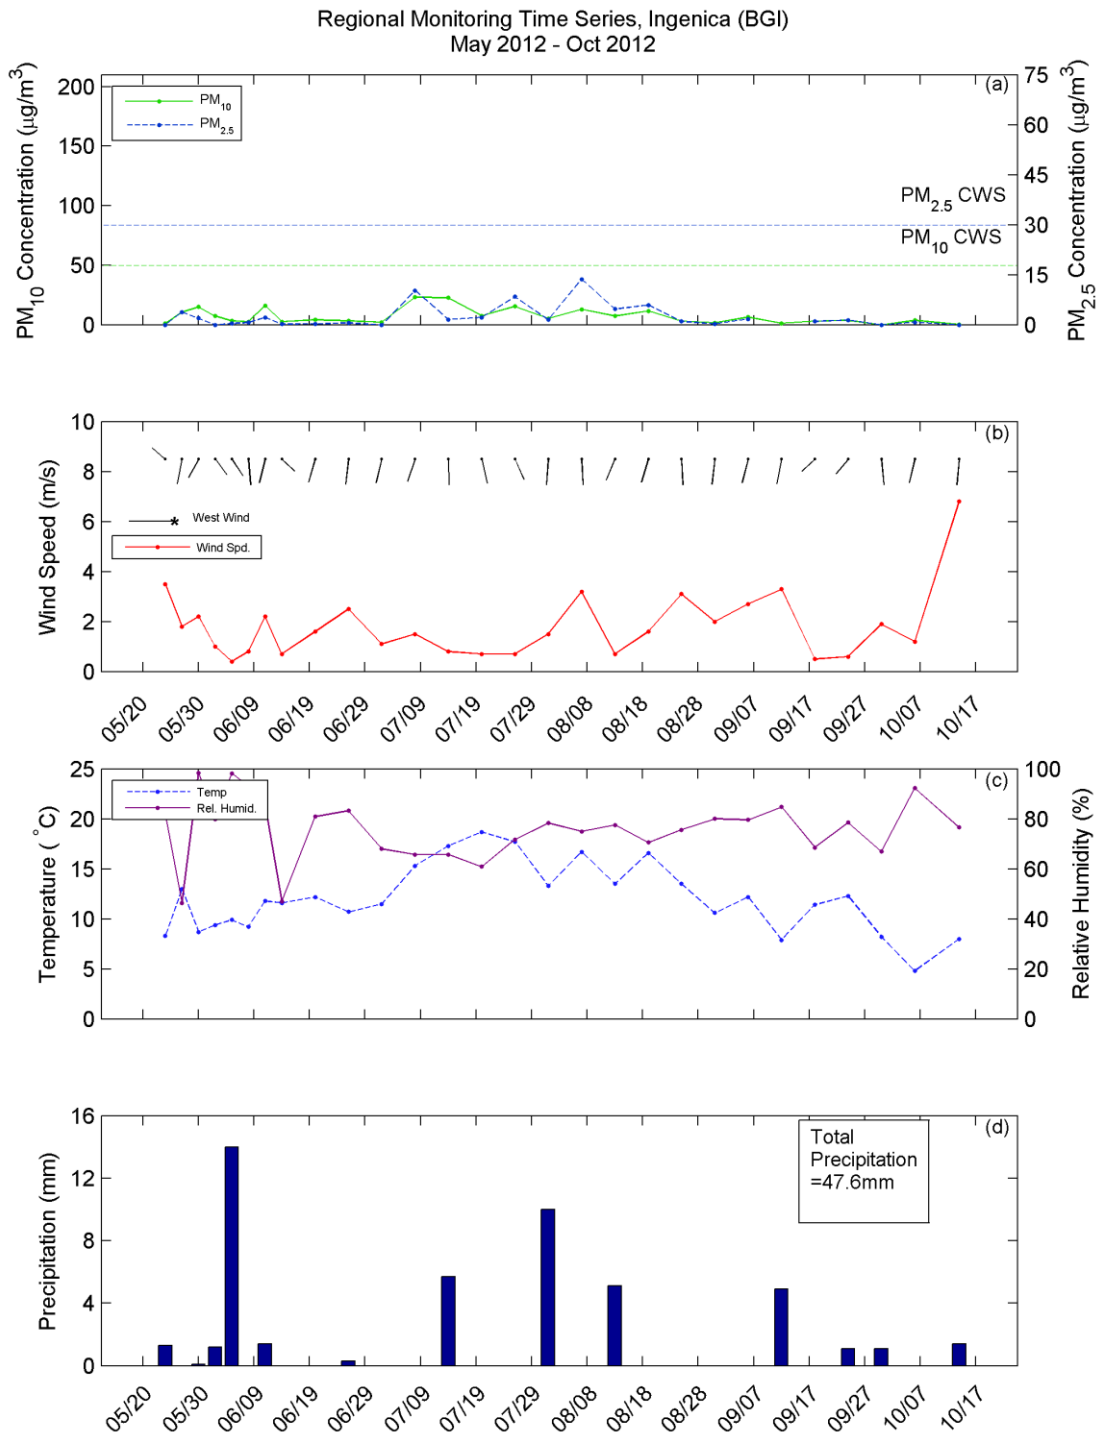 Regional Monitoring Time Series, Ingenica (BGI)
May 2012 - Oct 2012
PM10 Concentration (µg/m³)
200
150
100
50
0
PM10
PM2.5
(a)
PM2.5 CWS
PM10 CWS
75
60
45
30
15
0
PM2.5 Concentration (µg/m³)
Wind Speed (m/s)
10
8
6
4
2
0
(b)
* West Wind
Wind Spd.
05/20 05/30 06/09 06/19 06/29 07/09 07/19 07/29 08/08 08/18 08/28 09/07 09/17 09/27 10/07 10/17
Temperature (°C)
25
20
15
10
5
0
Temp
Rel. Humid.
(c)
100
80
60
40
20
0
Relative Humidity (%)
Precipitation (mm)
16
12
8
4
0
(d)
Total
Precipitation
=47.6mm
05/20 05/30 06/09 06/19 06/29 07/09 07/19 07/29 08/08 08/18 08/28 09/07 09/17 09/27 10/07 10/17